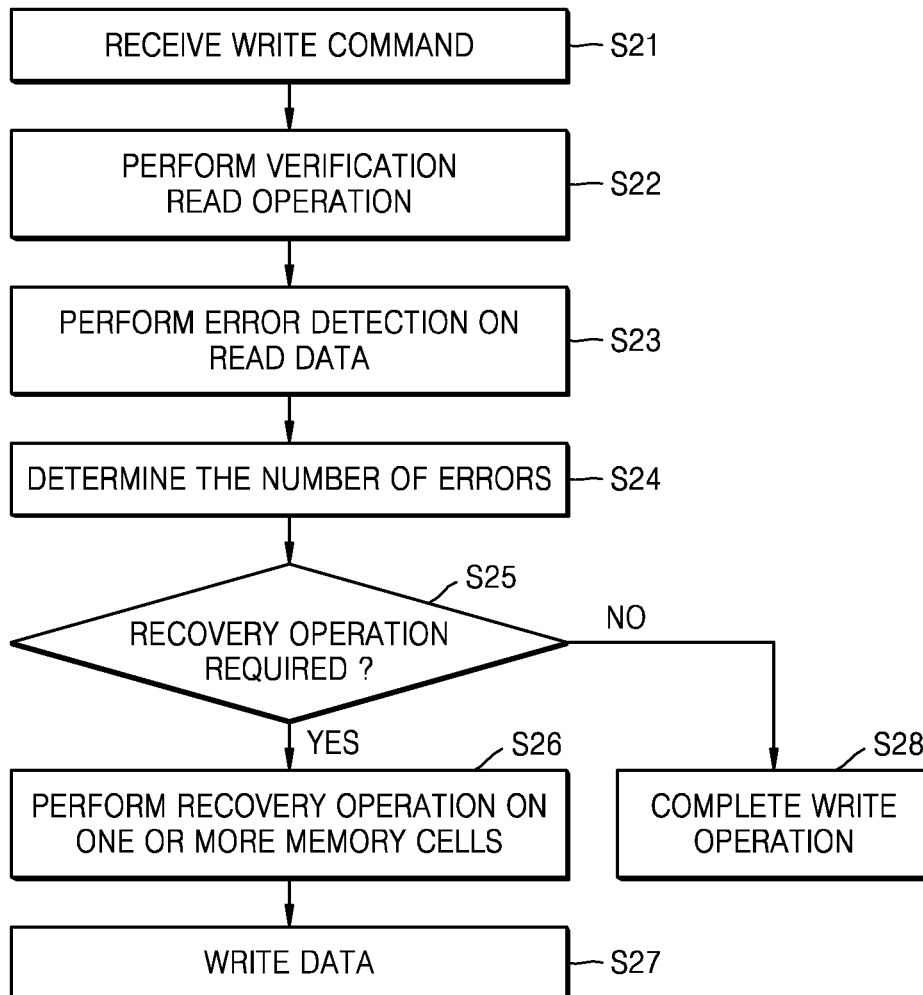 RECEIVE WRITE COMMAND
S21
PERFORM VERIFICATION
READ OPERATION
S22
PERFORM ERROR DETECTION ON
READ DATA
S23
DETERMINE THE NUMBER OF ERRORS
S24
S25
RECOVERY OPERATION
REQUIRED ?
NO
YES
S26
PERFORM RECOVERY OPERATION ON
ONE OR MORE MEMORY CELLS
S28
COMPLETE WRITE
OPERATION
WRITE DATA
S27